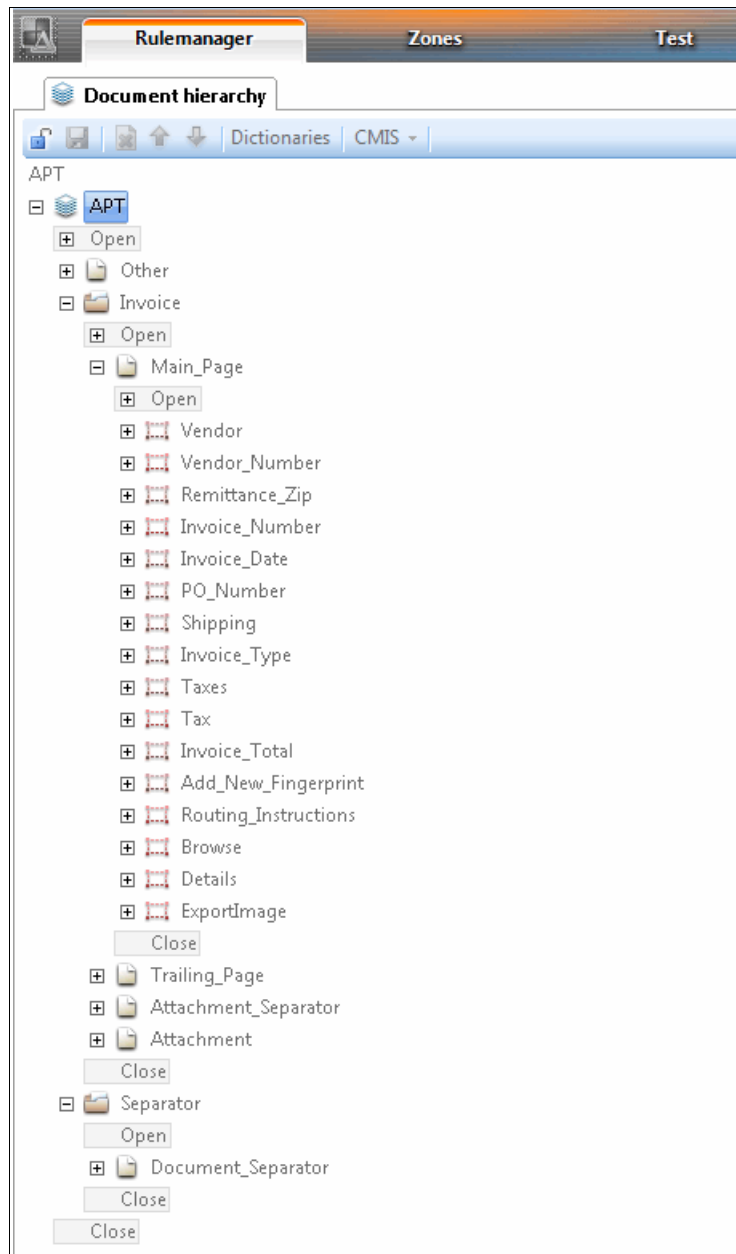 Rulemanager Zones Test
Document hierarchy
Dictionaries CMIS
APT
APT
Open
Other
Invoice
Open
Main_Page
Open
Vendor
Vendor_Number
Remittance_Zip
Invoice_Number
Invoice_Date
PO_Number
Shipping
Invoice_Type
Taxes
Tax
Invoice_Total
Add_New_Fingerprint
Routing_Instructions
Browse
Details
ExportImage
Close
Trailing_Page
Attachment_Separator
Attachment
Close
Separator
Open
Document_Separator
Close
Close